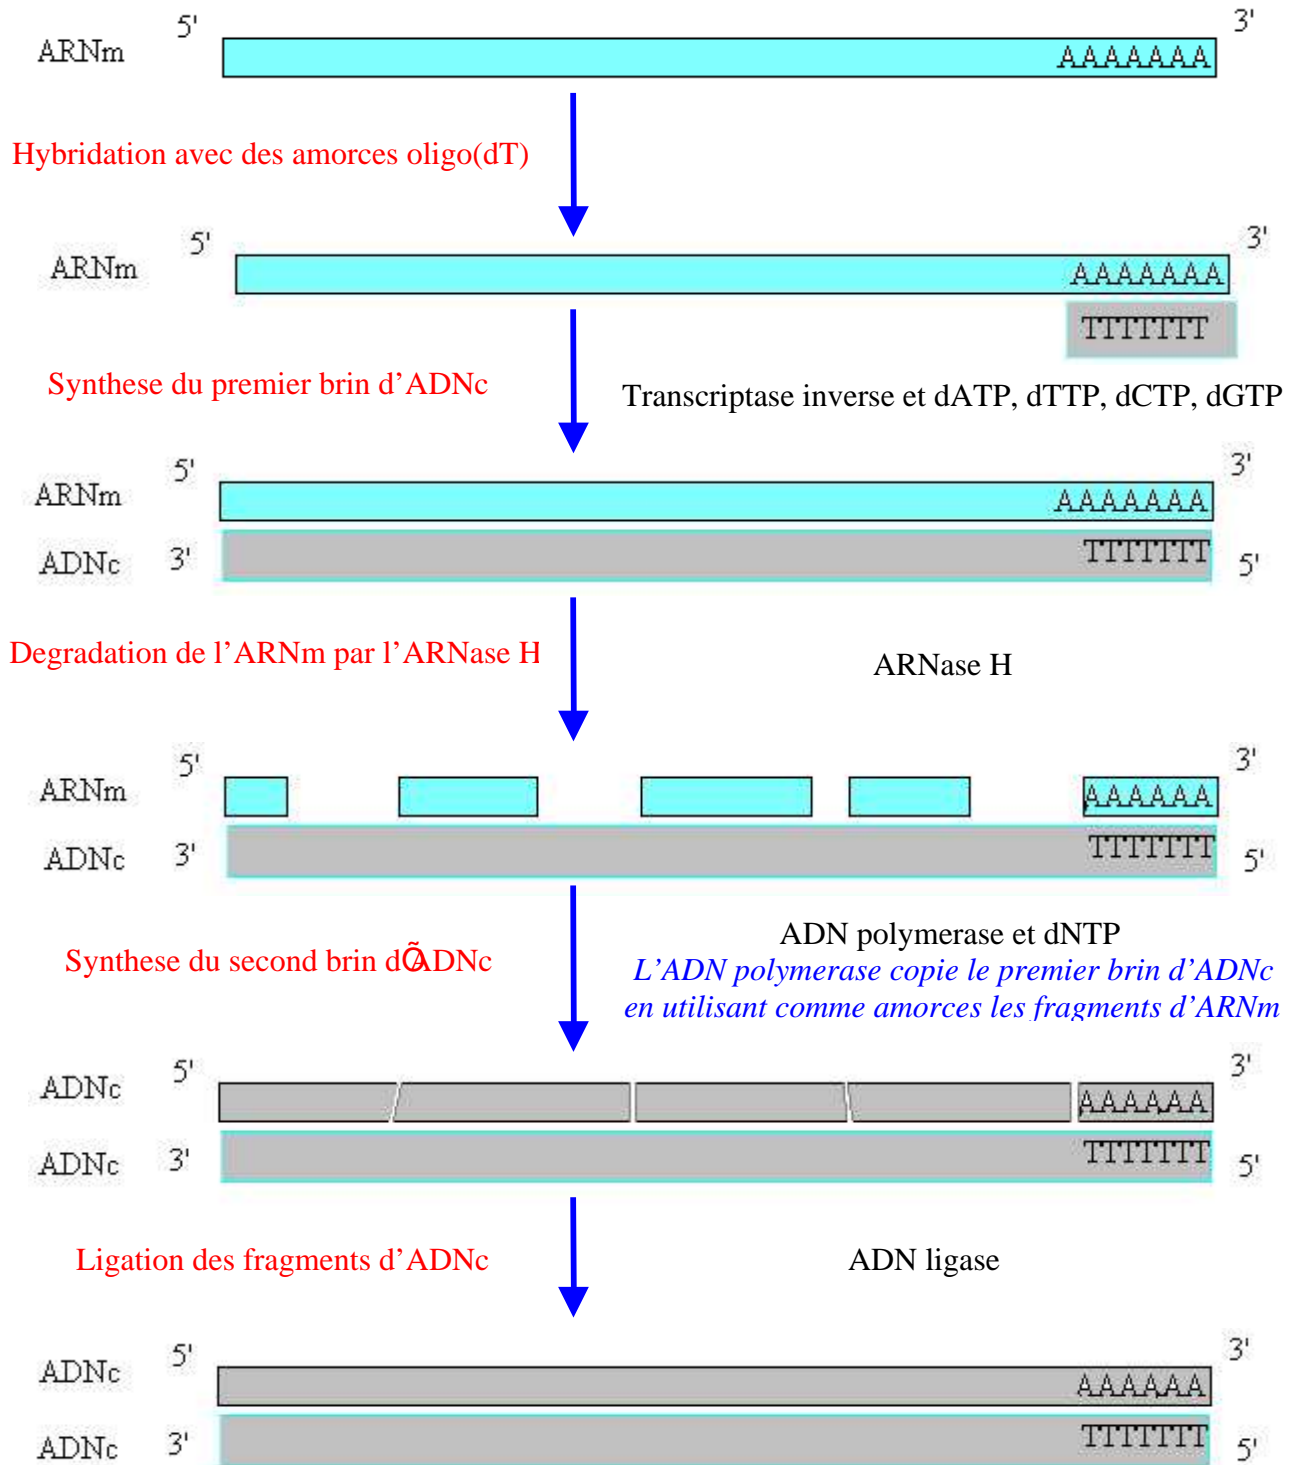 5' 3'
ARNm AAAAAAA
Hybridation avec des amorces oligo(dT)
5' 3'
ARNm AAAAAAA
TTTTTTT
Synthese du premier brin d’ADNc
Transcriptase inverse et dATP, dTTP, dCTP, dGTP
5' 3'
ARNm AAAAAAA
ADNc 3' TTTTTTT 5'
Degradation de l’ARNm par l’ARNase H
ARNase H
5' 3'
ARNm AAAAAA
ADNc 3' TTTTTTT 5'
Synthese du second brin dÕADNc
ADN polymerase et dNTP
L’ADN polymerase copie le premier brin d’ADNc
en utilisant comme amorces les fragments d’ARNm
5' 3'
ADNc AAAAAA
ADNc 3' TTTTTTT 5'
Ligation des fragments d’ADNc
ADN ligase
5' 3'
ADNc AAAAAA
ADNc 3' TTTTTTT 5'